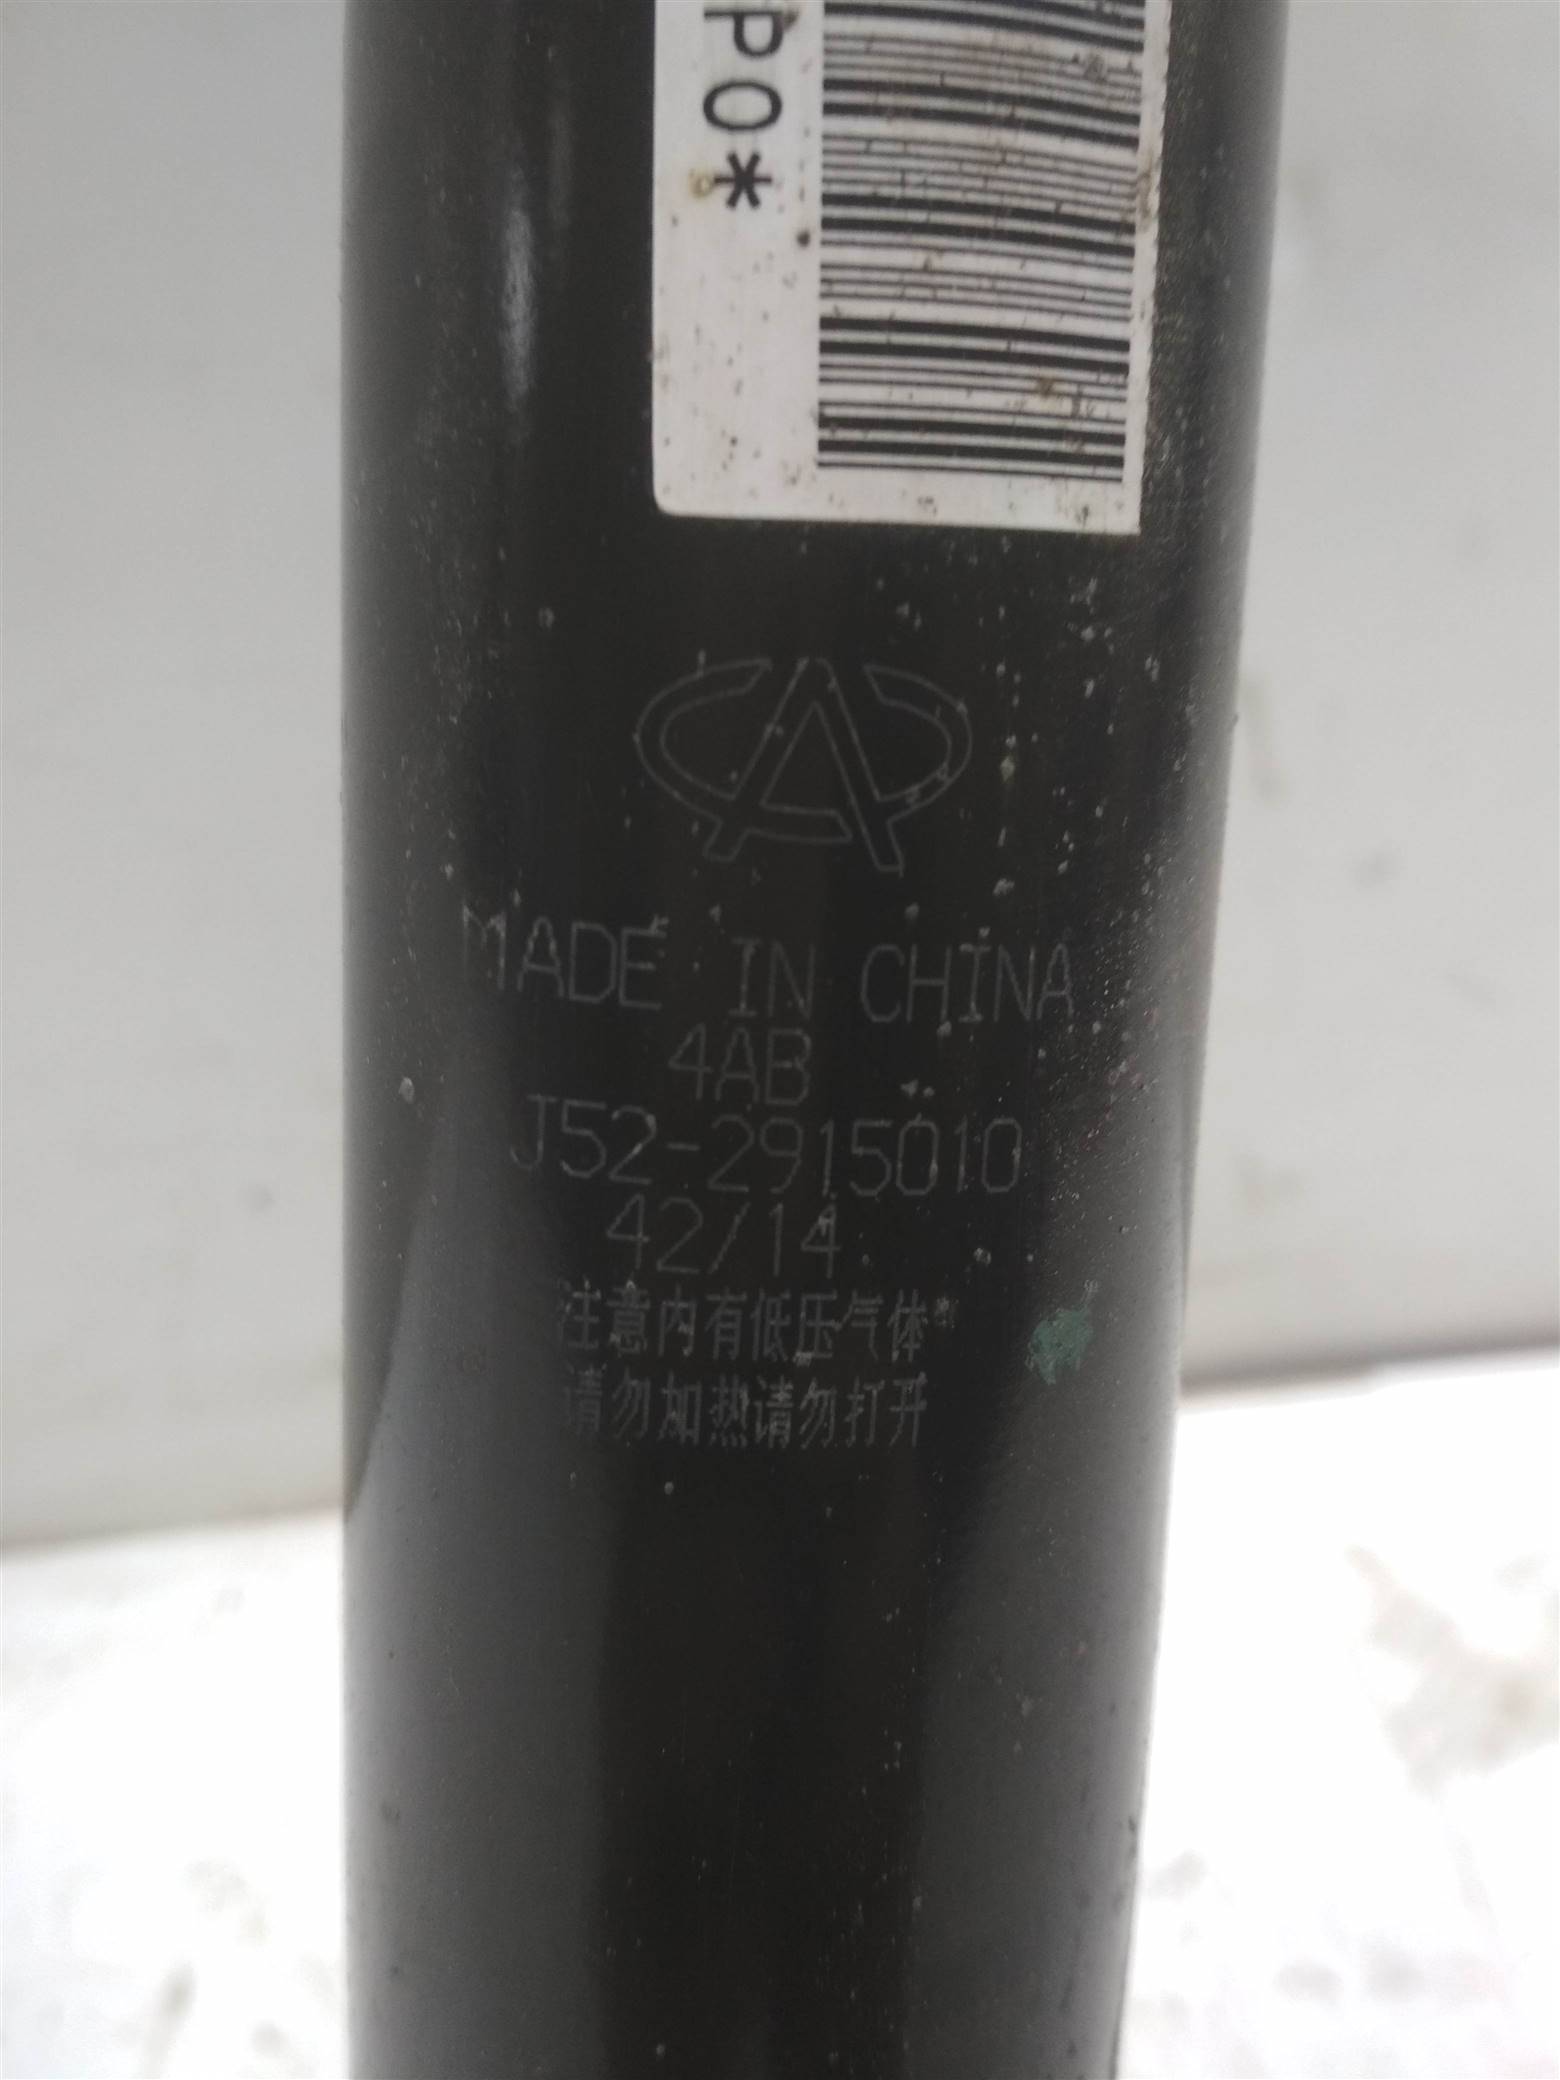 PO*
MADE IN CHINA
4AB
J52-2915010
42/14
注意内有低压气体
请勿加热请勿打开